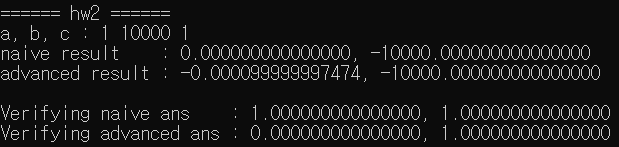 ====== hw2 ======
a, b, c : 1 10000 1
naive result    : 0.000000000000000, -10000.000000000000000
advanced result : -0.000099999997474, -10000.000000000000000

Verifying naive ans    : 1.000000000000000, 1.000000000000000
Verifying advanced ans : 0.000000000000000, 1.000000000000000